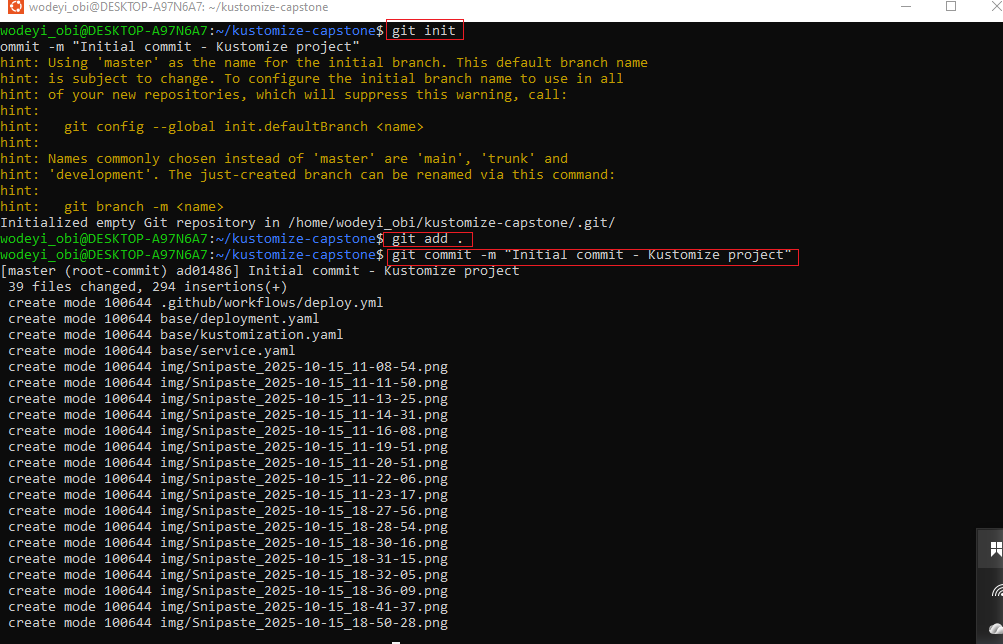 wodeyi_obi@DESKTOP-A97N6A7: ~/kustomize-capstone
wodeyi_obi@DESKTOP-A97N6A7:~/kustomize-capstone$ git init
ommit -m "Initial commit - Kustomize project"
hint: Using 'master' as the name for the initial branch. This default branch name
hint: is subject to change. To configure the initial branch name to use in all
hint: of your new repositories, which will suppress this warning, call:
hint:
hint:   git config --global init.defaultBranch <name>
hint:
hint: Names commonly chosen instead of 'master' are 'main', 'trunk' and
hint: 'development'. The just-created branch can be renamed via this command:
hint:
hint:   git branch -m <name>
Initialized empty Git repository in /home/wodeyi_obi/kustomize-capstone/.git/
wodeyi_obi@DESKTOP-A97N6A7:~/kustomize-capstone$ git add .
wodeyi_obi@DESKTOP-A97N6A7:~/kustomize-capstone$ git commit -m "Initial commit - Kustomize project"
[master (root-commit) ad01486] Initial commit - Kustomize project
 39 files changed, 294 insertions(+)
 create mode 100644 .github/workflows/deploy.yml
 create mode 100644 base/deployment.yaml
 create mode 100644 base/kustomization.yaml
 create mode 100644 base/service.yaml
 create mode 100644 img/Snipaste_2025-10-15_11-08-54.png
 create mode 100644 img/Snipaste_2025-10-15_11-11-50.png
 create mode 100644 img/Snipaste_2025-10-15_11-13-25.png
 create mode 100644 img/Snipaste_2025-10-15_11-14-31.png
 create mode 100644 img/Snipaste_2025-10-15_11-16-08.png
 create mode 100644 img/Snipaste_2025-10-15_11-19-51.png
 create mode 100644 img/Snipaste_2025-10-15_11-20-51.png
 create mode 100644 img/Snipaste_2025-10-15_11-22-06.png
 create mode 100644 img/Snipaste_2025-10-15_11-23-17.png
 create mode 100644 img/Snipaste_2025-10-15_18-27-56.png
 create mode 100644 img/Snipaste_2025-10-15_18-28-54.png
 create mode 100644 img/Snipaste_2025-10-15_18-30-16.png
 create mode 100644 img/Snipaste_2025-10-15_18-31-15.png
 create mode 100644 img/Snipaste_2025-10-15_18-32-05.png
 create mode 100644 img/Snipaste_2025-10-15_18-36-09.png
 create mode 100644 img/Snipaste_2025-10-15_18-41-37.png
 create mode 100644 img/Snipaste_2025-10-15_18-50-28.png